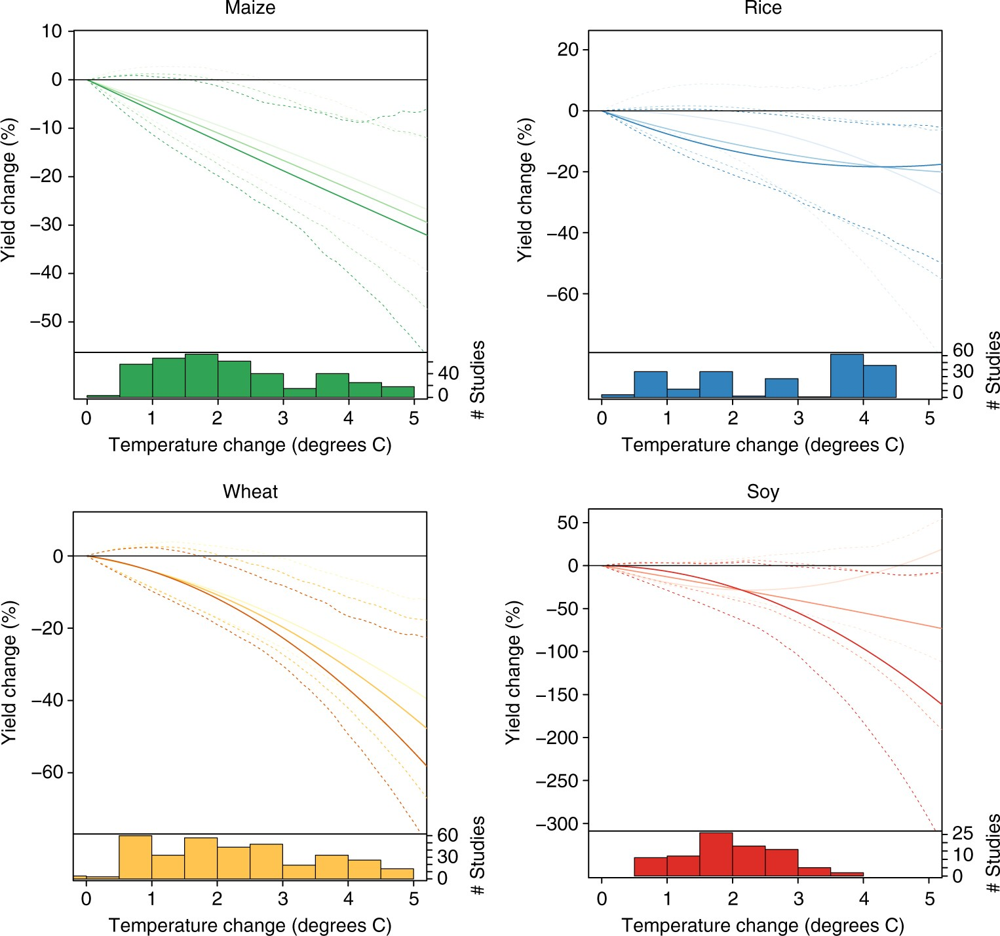 Maize
10
0
−10
−20
−30
−40
−50
Yield change (%)
40
0
# Studies
0 1 2 3 4 5
Temperature change (degrees C)
Rice
20
0
−20
−40
−60
Yield change (%)
60
30
0
# Studies
0 1 2 3 4 5
Temperature change (degrees C)
Wheat
0
−20
−40
−60
Yield change (%)
60
30
0
# Studies
0 1 2 3 4 5
Temperature change (degrees C)
Soy
50
0
−50
−100
−150
−200
−250
−300
Yield change (%)
25
10
0
# Studies
0 1 2 3 4 5
Temperature change (degrees C)